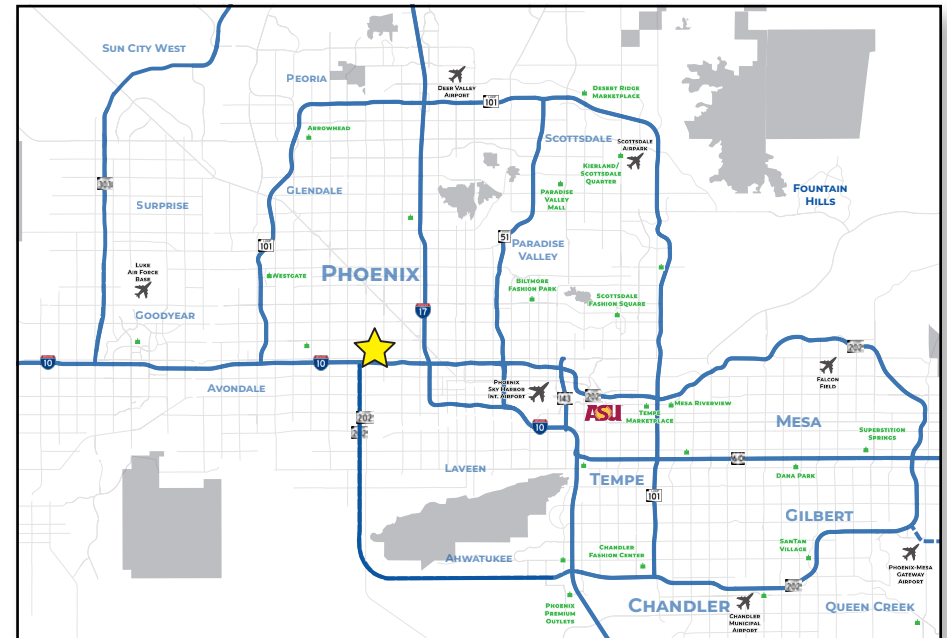 Sun City West
Peoria
Deer Valley
Airport
101
Desert Ridge
Marketplace
Arrowhead
Scottsdale
Scottsdale
Airpark
Kierland/
Scottsdale
Quarter
303
Glendale
Paradise
Valley
Mall
Fountain
Hills
Surprise
51
Paradise
Valley
101
Luke
Air Force
Base
Westgate
Phoenix
Biltmore
Fashion Park
Scottsdale
Fashion Square
Goodyear
17
10
10
202
Falcon
Field
Avondale
Phoenix
Sky Harbor
Int. Airport
143
202
ASU
Tempe
Marketplace
Mesa Riverview
202
202
10
Mesa
Superstition
Springs
Laveen
60
Dana Park
Tempe
101
Gilbert
Ahwatukee
Chandler
Fashion Center
SanTan
Village
Phoenix-Mesa
Gateway
Airport
202
Phoenix
Premium
Outlets
Chandler
Chandler
Municipal
Airport
Queen Creek